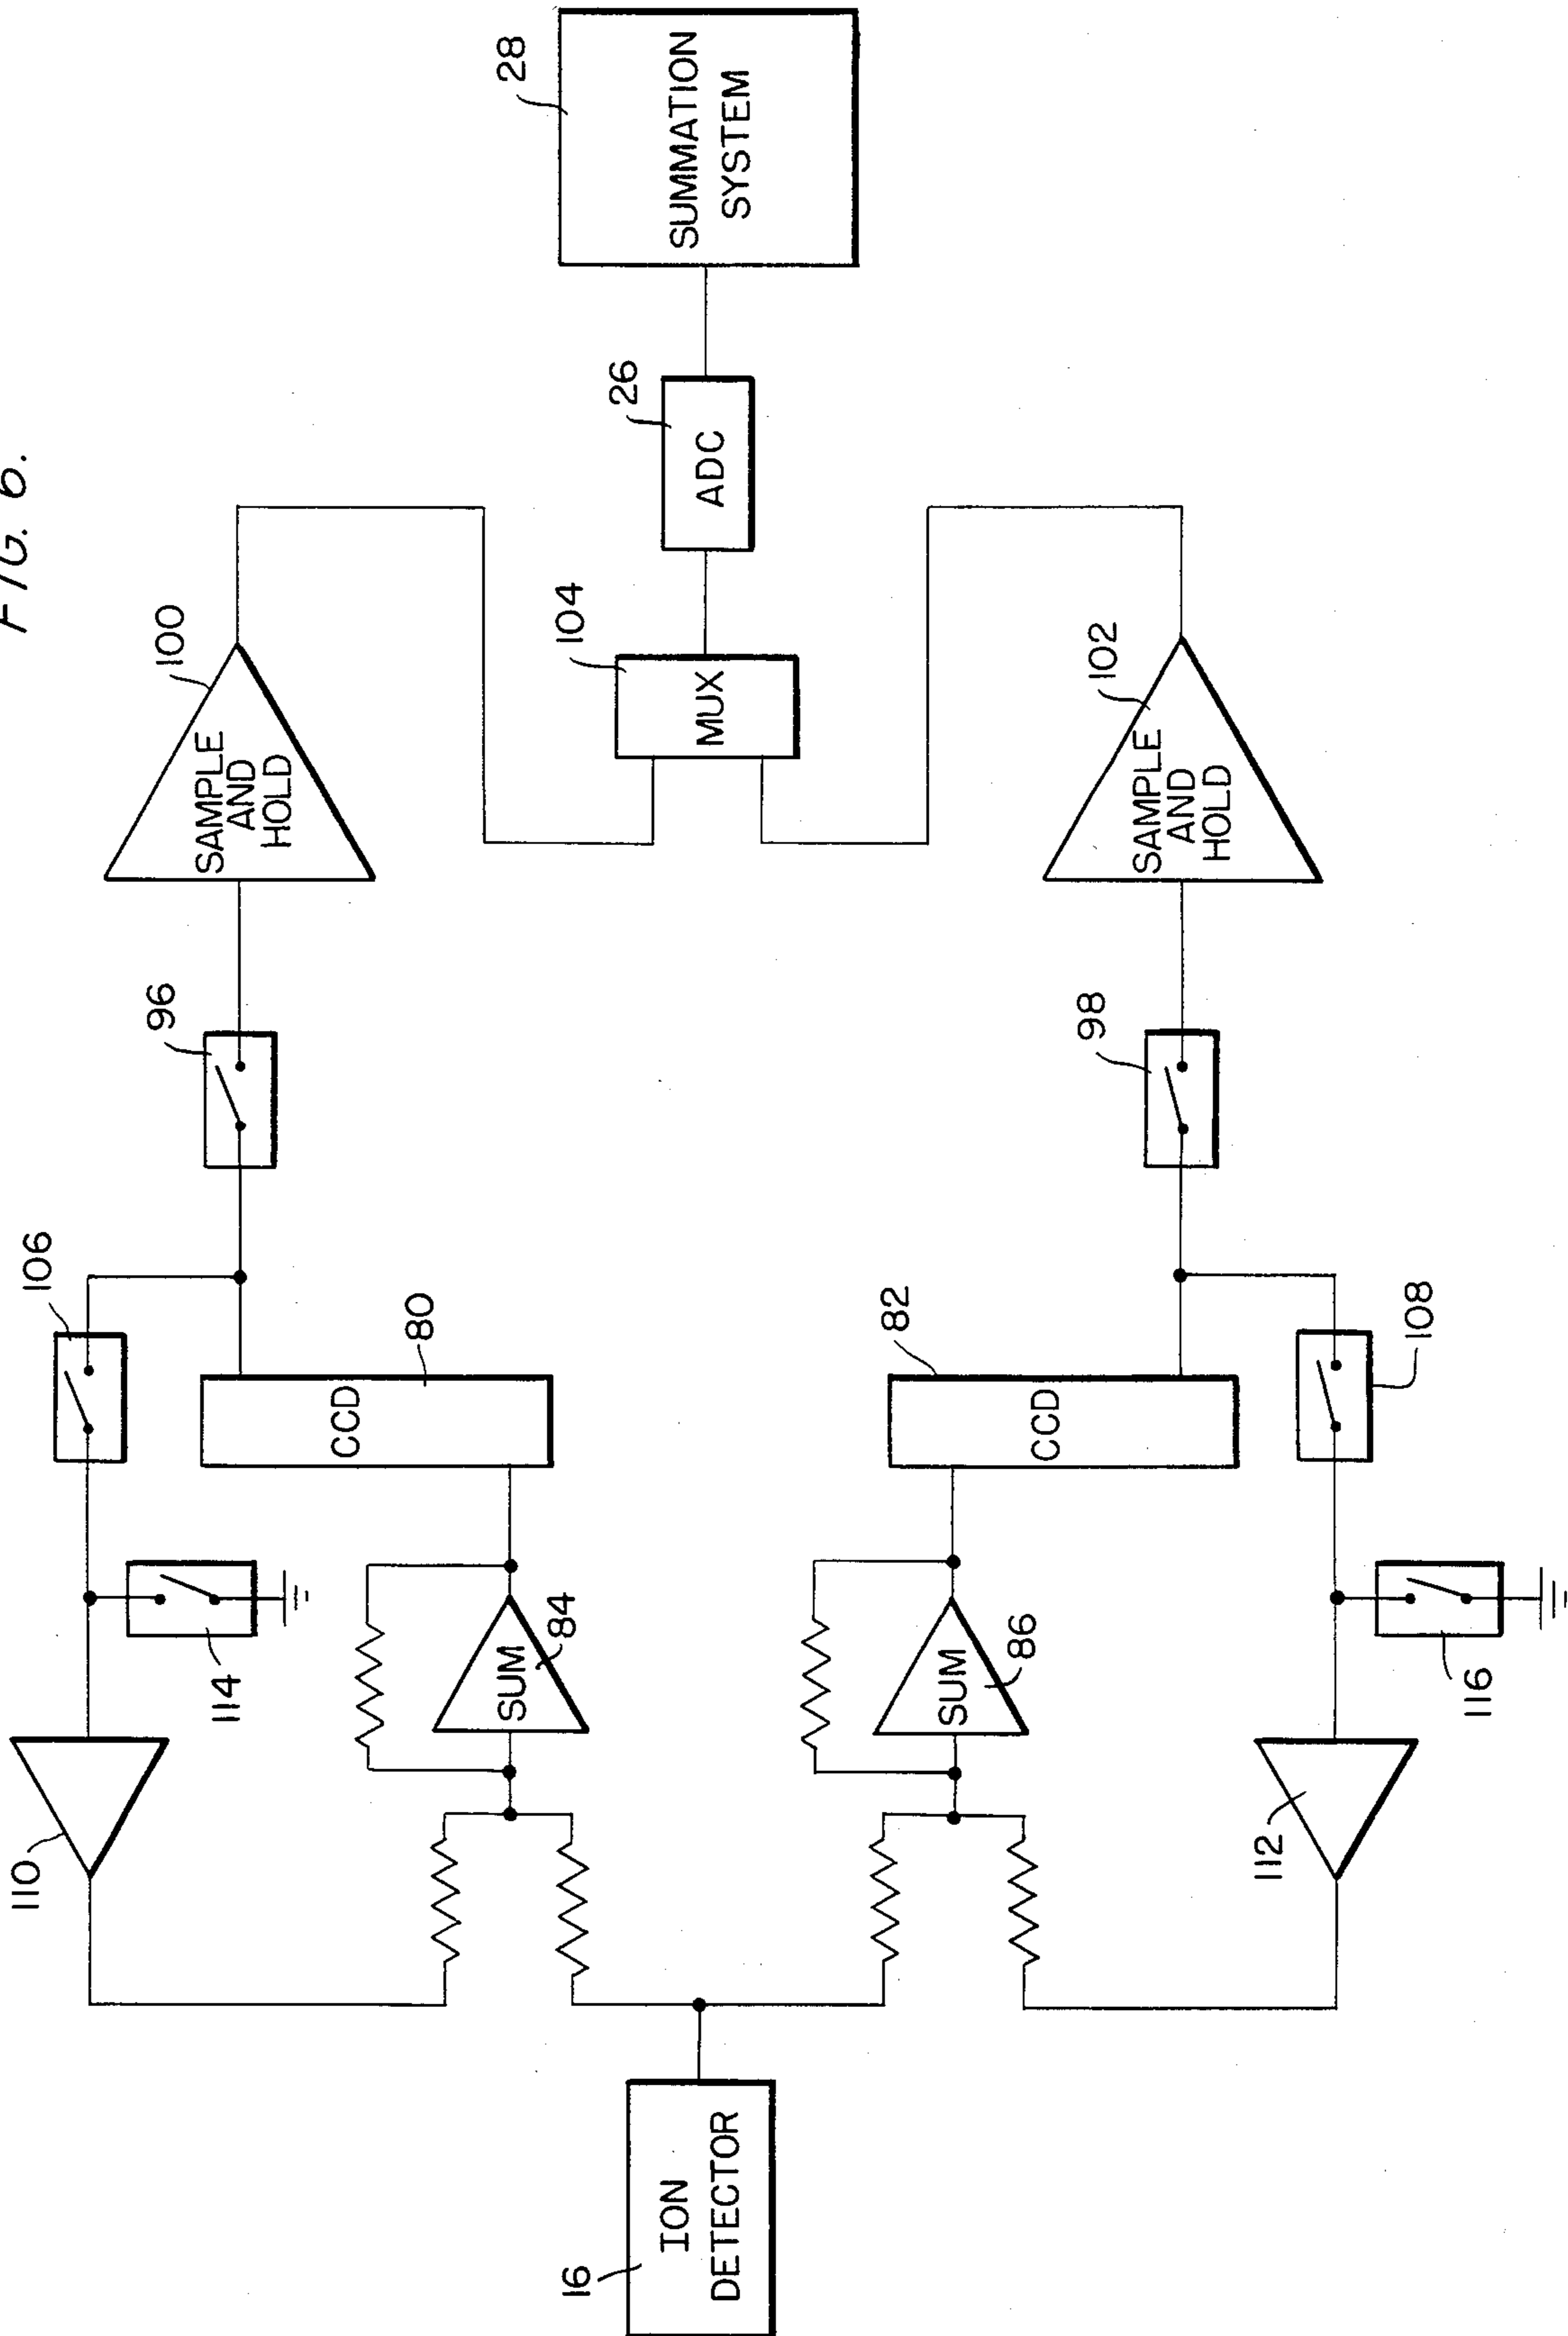 FIG. 6.
110
106
96
100
114
80
SAMPLE
AND
HOLD
SUM
84
CCD
16
ION
DETECTOR
104
MUX
26
ADC
28
SUMMATION
SYSTEM
SUM
86
82
CCD
98
102
SAMPLE
AND
HOLD
112
116
108